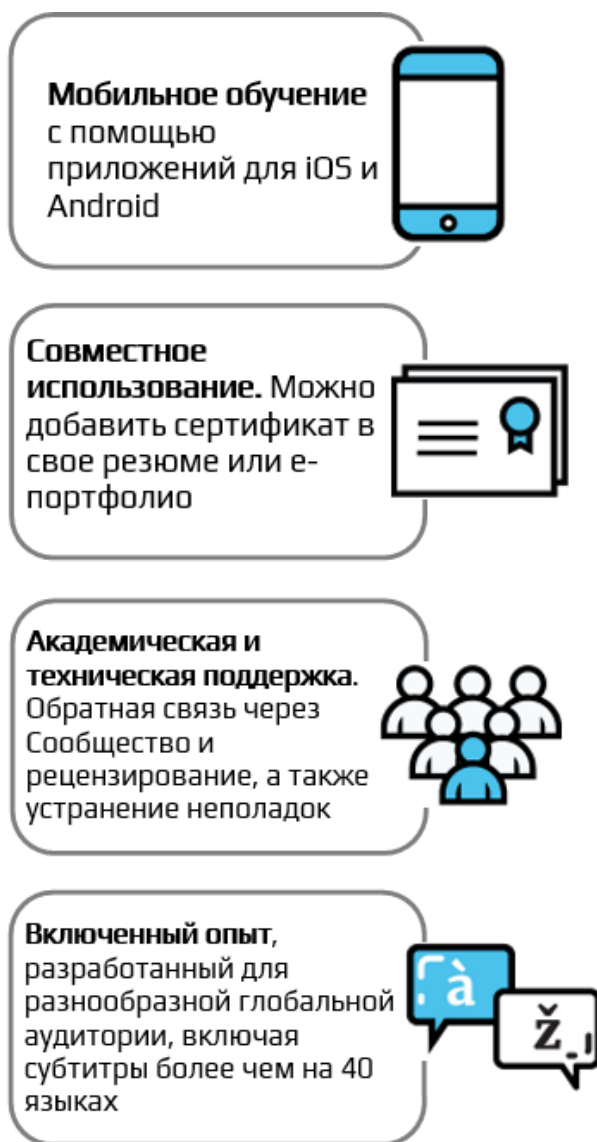 Мобильное обучение
с помощью
приложений для iOS и
Android
Совместное
использование. Можно
добавить сертификат в
свое резюме или е-
портфолио
Академическая и
техническая поддержка.
Обратная связь через
Сообщество и
рецензирование, а также
устранение неполадок
Включенный опыт,
разработанный для
разнообразной глобальной
аудитории, включая
субтитры более чем на 40
языках
à
ž